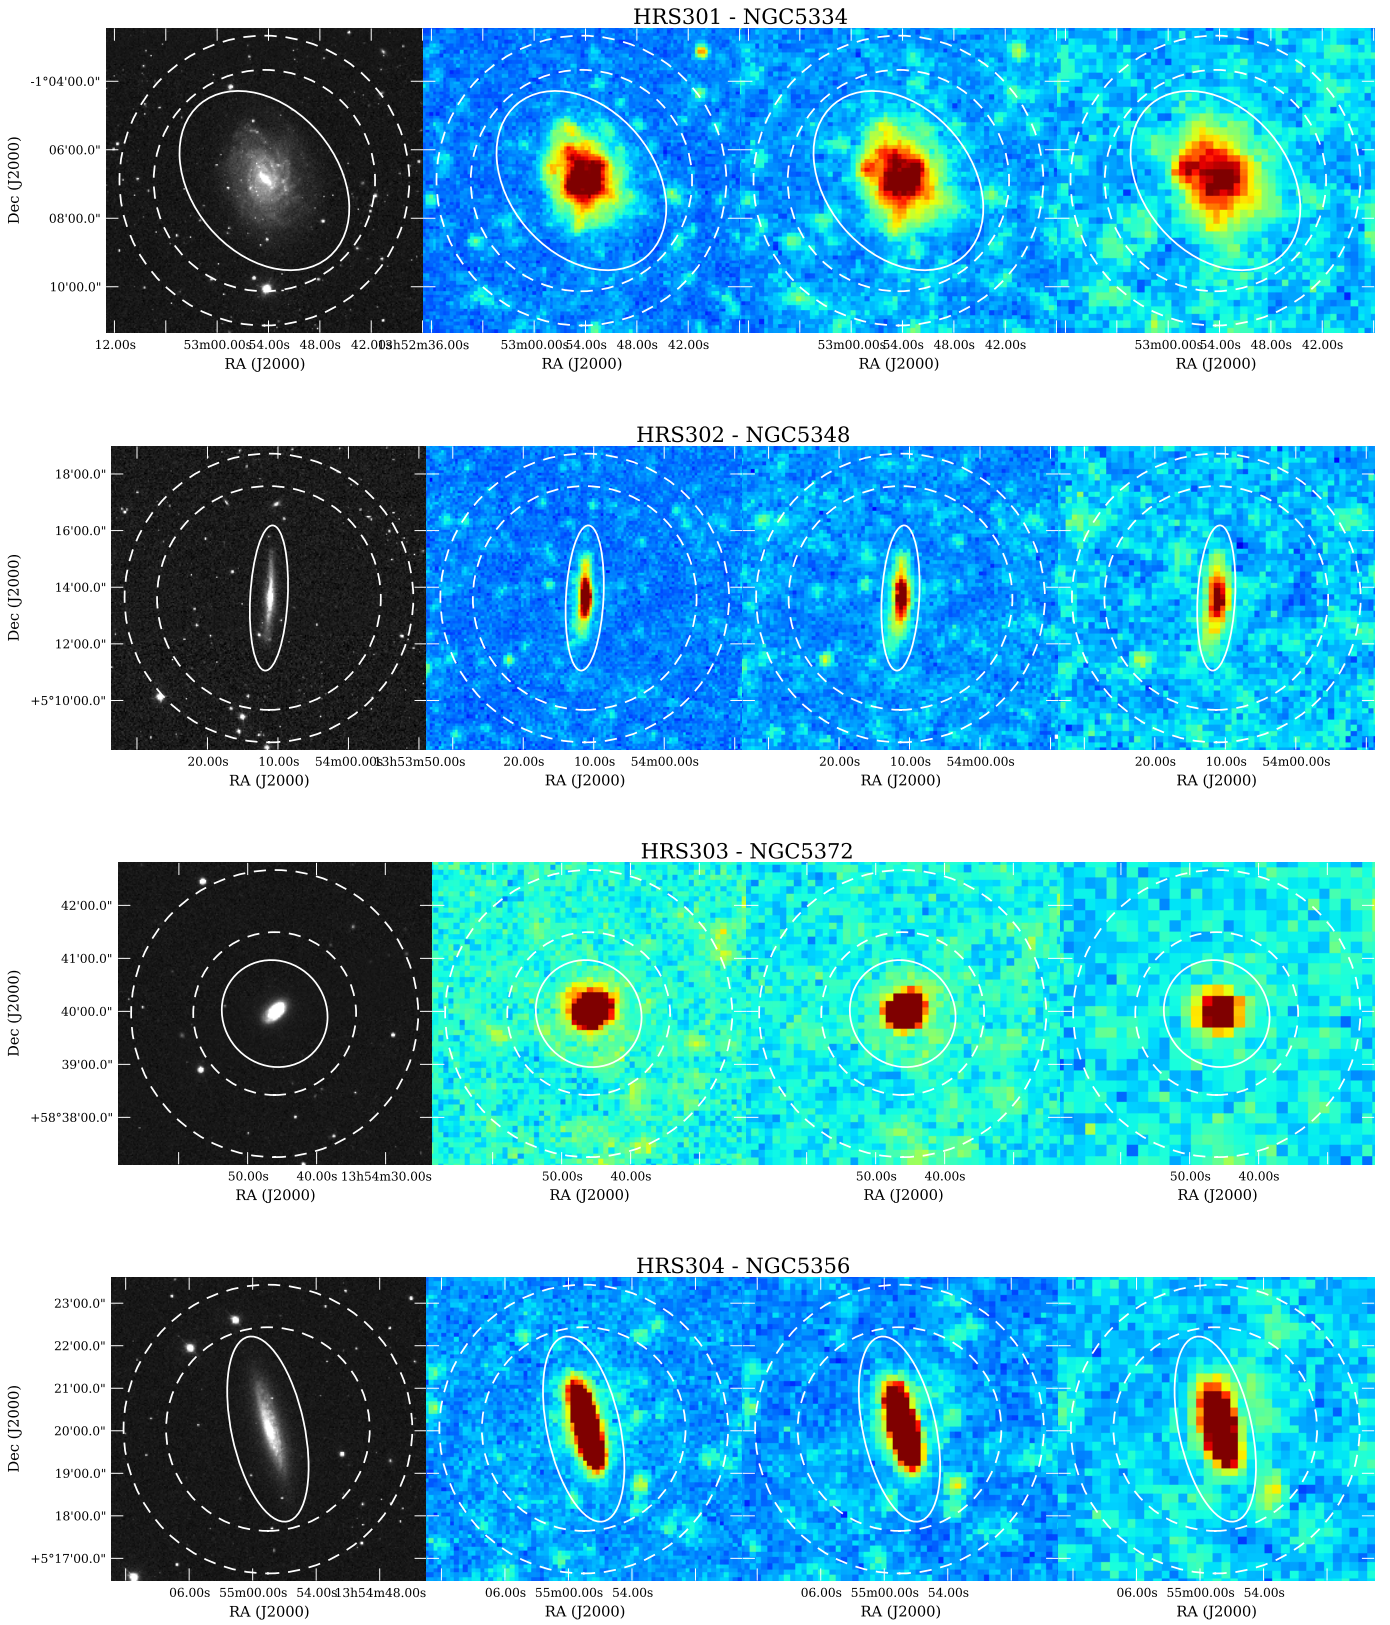 HRS301 - NGC5334
-1°04'00.0"
06'00.0"
08'00.0"
10'00.0"
Dec (J2000)
12.00s 53m00.00s 54.00s 48.00s 42.00s 13h52m36.00s 53m00.00s 54.00s 48.00s 42.00s 53m00.00s 54.00s 48.00s 42.00s 53m00.00s 54.00s 48.00s 42.00s
RA (J2000) RA (J2000) RA (J2000) RA (J2000)
HRS302 - NGC5348
18'00.0"
16'00.0"
14'00.0"
12'00.0"
+5°10'00.0"
Dec (J2000)
20.00s 10.00s 54m00.00s 13h53m50.00s 20.00s 10.00s 54m00.00s 20.00s 10.00s 54m00.00s 20.00s 10.00s 54m00.00s
RA (J2000) RA (J2000) RA (J2000) RA (J2000)
HRS303 - NGC5372
42'00.0"
41'00.0"
40'00.0"
39'00.0"
+58°38'00.0"
Dec (J2000)
50.00s 40.00s 13h54m30.00s 50.00s 40.00s 50.00s 40.00s 50.00s 40.00s
RA (J2000) RA (J2000) RA (J2000) RA (J2000)
HRS304 - NGC5356
23'00.0"
22'00.0"
21'00.0"
20'00.0"
19'00.0"
18'00.0"
+5°17'00.0"
Dec (J2000)
66.00s 55m00.00s 54.00s 13h54m48.00s 66.00s 55m00.00s 54.00s 66.00s 55m00.00s 54.00s 66.00s 55m00.00s 54.00s
RA (J2000) RA (J2000) RA (J2000) RA (J2000)